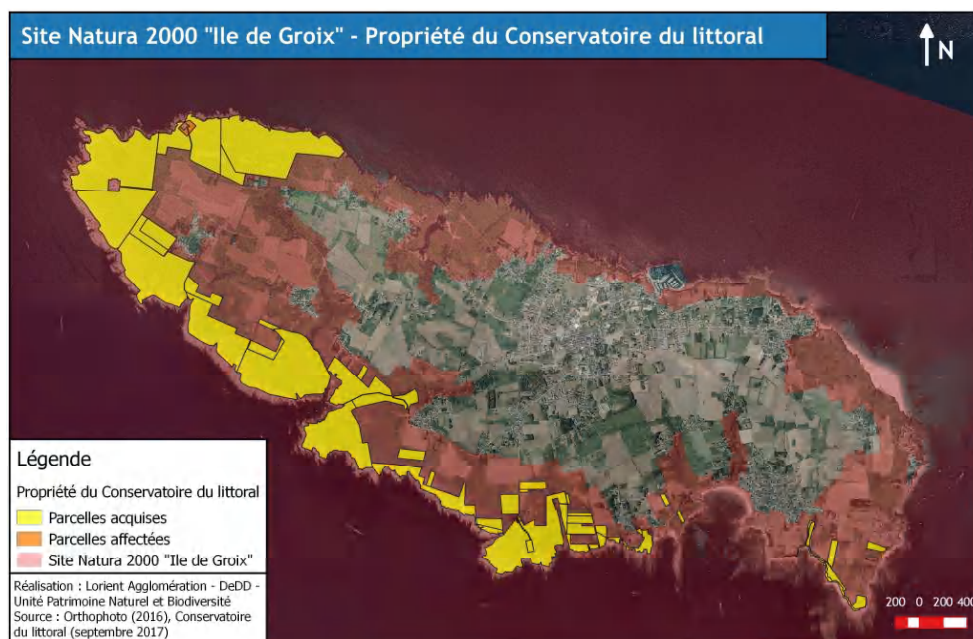 Site Natura 2000 "Ile de Groix" - Propriété du Conservatoire du littoral
N
Légende
Propriété du Conservatoire du littoral
Parcelles acquises
Parcelles affectées
Site Natura 2000 "Ile de Groix"
Réalisation : Lorient Agglomération - DeDD -
Unité Patrimoine Naturel et Biodiversité
Source : Orthophoto (2016), Conservatoire
du littoral (septembre 2017)
200 0 200 400